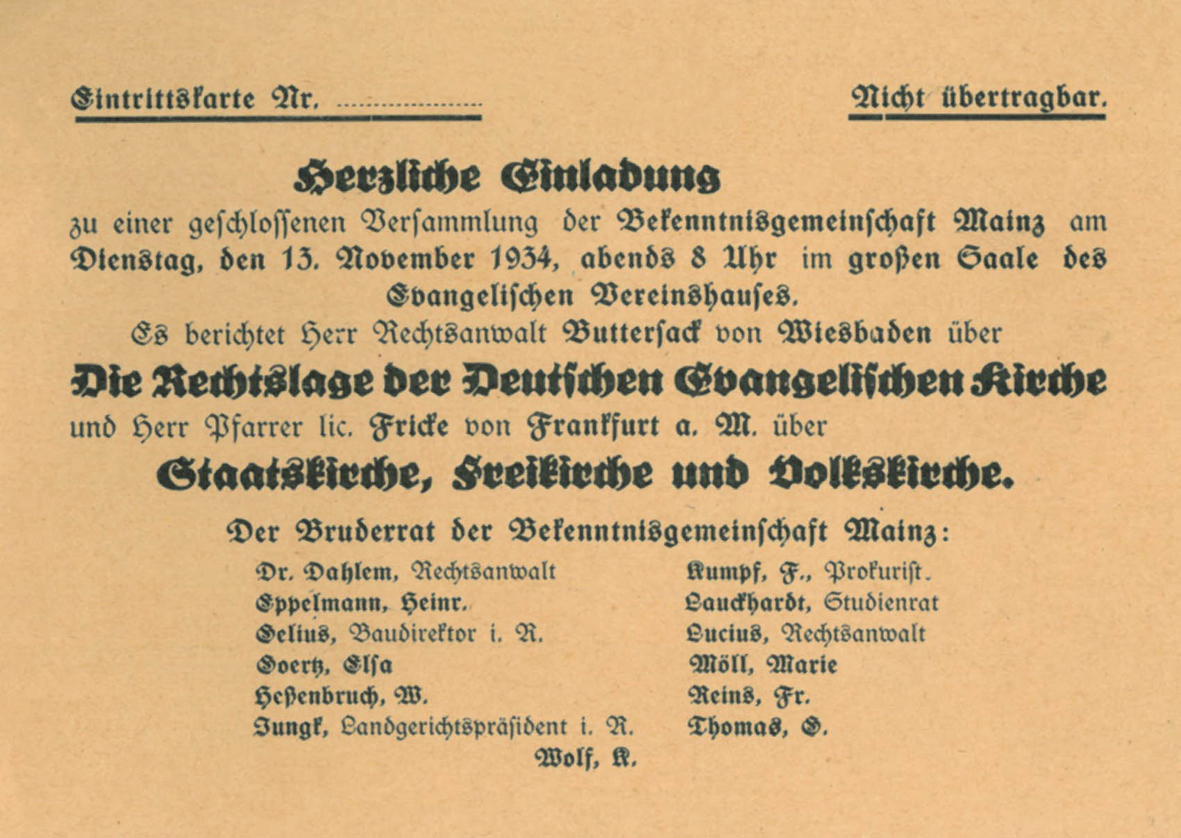 Eintrittskarte Nr. ....................
Nicht übertragbar.
Herzliche Einladung
zu einer geschlossenen Versammlung der Bekenntnisgemeinschaft Mainz am
Dienstag, den 13. November 1934, abends 8 Uhr im großen Saale des
Evangelischen Vereinshauses.
Es berichtet Herr Rechtsanwalt Buttersack von Wiesbaden über
Die Rechtslage der Deutschen Evangelischen Kirche
und Herr Pfarrer lic. Fricke von Frankfurt a. M. über
Staatskirche, Freikirche und Volkskirche.
Der Bruderrat der Bekenntnisgemeinschaft Mainz:
Dr. Dahlem, Rechtsanwalt
Eppelmann, Heinr.
Gelius, Baudirektor i. R.
Goertz, Elsa
Heßenbruch, W.
Jungk, Landgerichtspräsident i. R.
Kumpf, F., Prokurist.
Lauckhardt, Studienrat
Lucius, Rechtsanwalt
Möll, Marie
Reins, Fr.
Thomas, G.
Wolf, K.